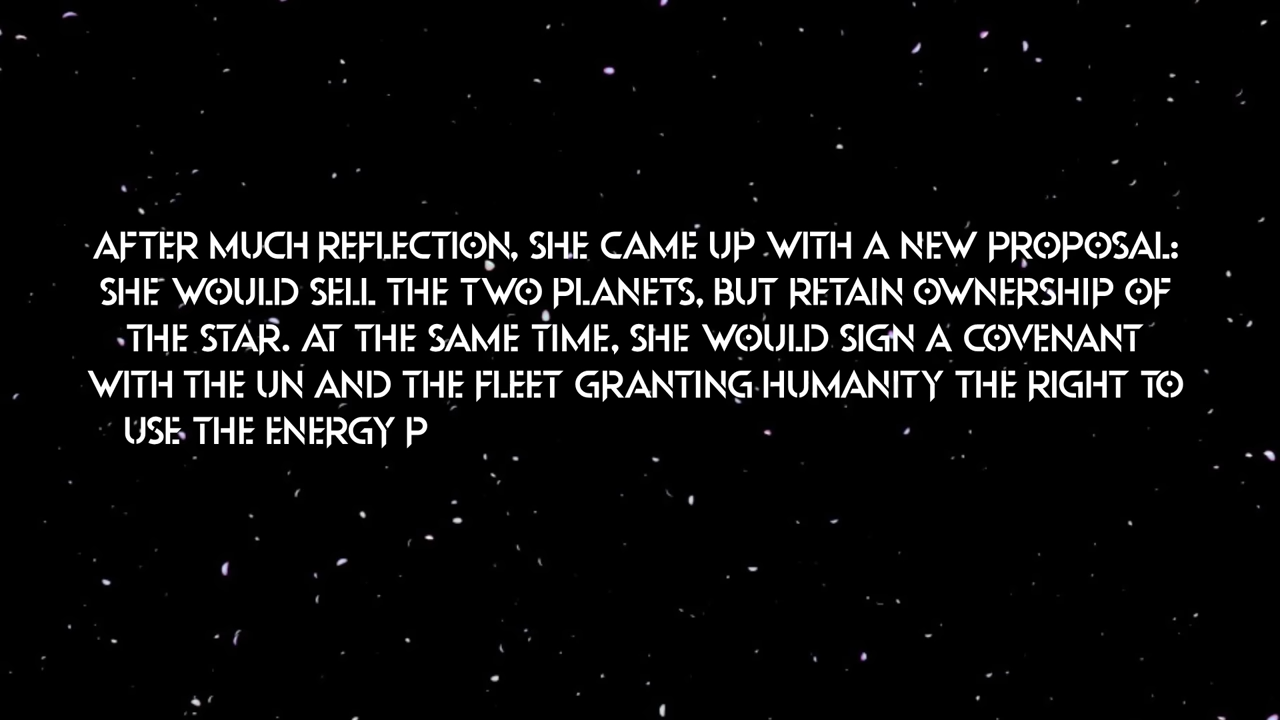 AFTER MUCH REFLECTION, SHE CAME UP WITH A NEW PROPOSAL:
SHE WOULD SELL THE TWO PLANETS, BUT RETAIN OWNERSHIP OF
THE STAR. AT THE SAME TIME, SHE WOULD SIGN A COVENANT
WITH THE UN AND THE FLEET GRANTING HUMANITY THE RIGHT TO
USE THE ENERGY P